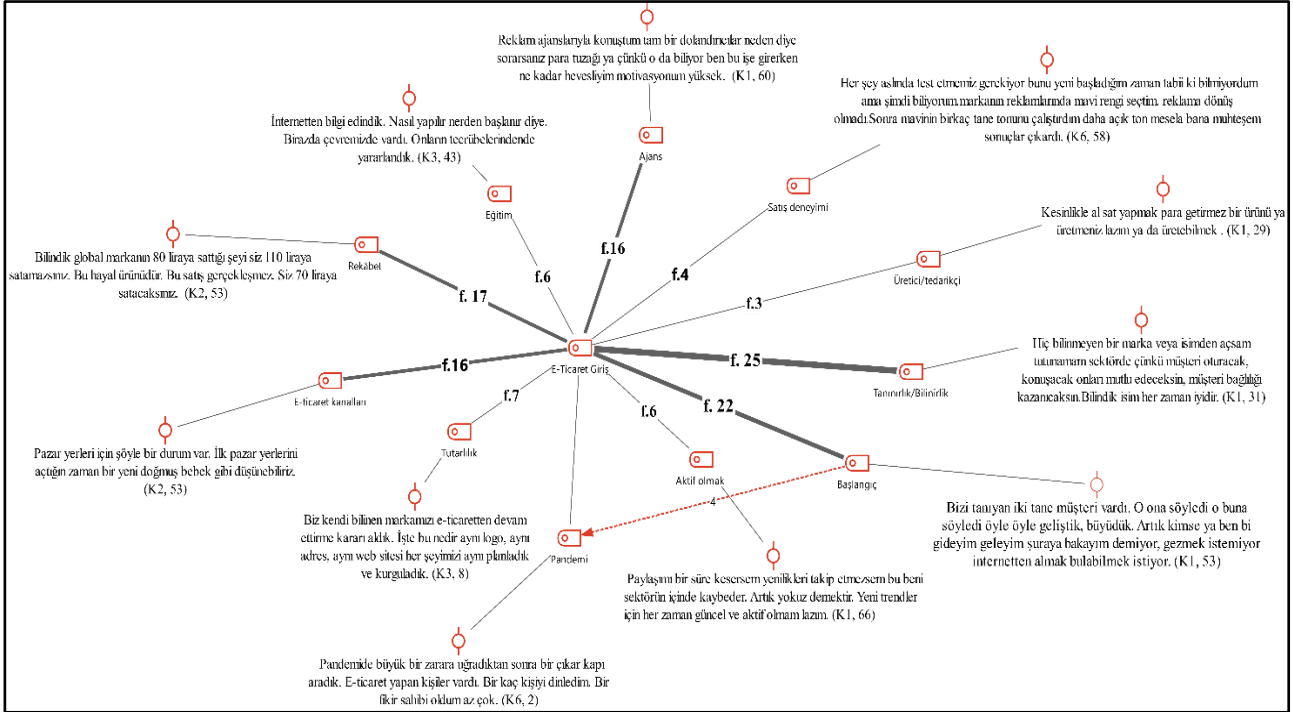 Reklam ajanslarıyla konuştum tam bir dolandırıcılar neden diye
sorarsanız para tuzağı ya çünkü o da biliyor ben bu işe girerken
ne kadar hevesliyim motivasyonum yüksek. (K1, 60)
Ajans
Her şey aslında test etmemiz gerekiyor bunu yeni başladığım zaman tabii ki bilmiyordum
ama şimdi biliyorum.markanın reklamlarında mavi rengi seçtim. reklama dönüş
olmadı.Sonra mavinin birkaç tane tonunu çalıştırdım daha açık ton mesela bana muhteşem
sonuçlar çıkardı. (K6, 58)
Satış deneyimi
İnternetten bilgi edindik. Nasıl yapılır nerden başlanır diye.
Birazda çevremizde vardı. Onların tecrübelerindende
yararlandık. (K3, 43)
Eğitim
Kesinlikle al sat yapmak para getirmez bir ürünü ya
üretmeniz lazım ya da üretebilmek . (K1, 29)
Üretici/tedarikçi
Bilindik global markanın 80 liraya sattığı şeyi siz 110 liraya
satamazsınız. Bu hayal ürünüdür. Bu satış gerçekleşmez. Siz 70 liraya
satacaksınız. (K2, 53)
Rekabet
f.16
f.6
f.4
f. 17
f.3
E-Ticaret Giriş
f. 25
Tanınırlık/Bilinirlik
Hiç bilinmeyen bir marka veya isimden açsam
tutunamam sektörde çünkü müşteri oturacak,
konuşacak onları mutlu edeceksin, müşteri bağlılığı
kazanıcaksın.Bilindik isim her zaman iyidir. (K1, 31)
f.16
E-ticaret kanalları
Pazar yerleri için şöyle bir durum var. İlk pazar yerlerini
açtığın zaman bir yeni doğmuş bebek gibi düşünebiliriz.
(K2, 53)
f.7
Tutarlılık
Biz kendi bilinen markamızı e-ticaretten devam
ettirme kararı aldık. İşte bu nedir aynı logo, aynı
adres, aynı web sitesi her şeyimizi aynı planladık
ve kurguladık. (K3, 8)
f.6
Aktif olmak
f. 22
Başlangıç
4
Bizi tanıyan iki tane müşteri vardı. O ona söyledi o buna
söyledi öyle öyle geliştik, büyüdük. Artık kimse ya ben bi
gideyim geleyim şuraya bakayım demiyor, gezmek istemiyor
internetten almak bulabilmek istiyor. (K1, 53)
Pandemi
Paylaşımı bir süre kesersem yenilikleri takip etmezsem bu beni
sektörün içinde kaybeder. Artık yokuz demektir. Yeni trendler
için her zaman güncel ve aktif olmam lazım. (K1, 66)
Pandemide büyük bir zarara uğradıktan sonra bir çıkar kapı
aradık. E-ticaret yapan kişiler vardı. Bir kaç kişiyi dinledim. Bir
fikir sahibi oldum az çok. (K6, 2)